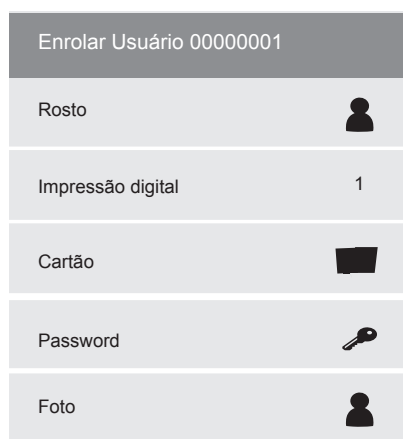 Enrolar Usuário 00000001
Rosto
Impressão digital 1
Cartão
Password
Foto